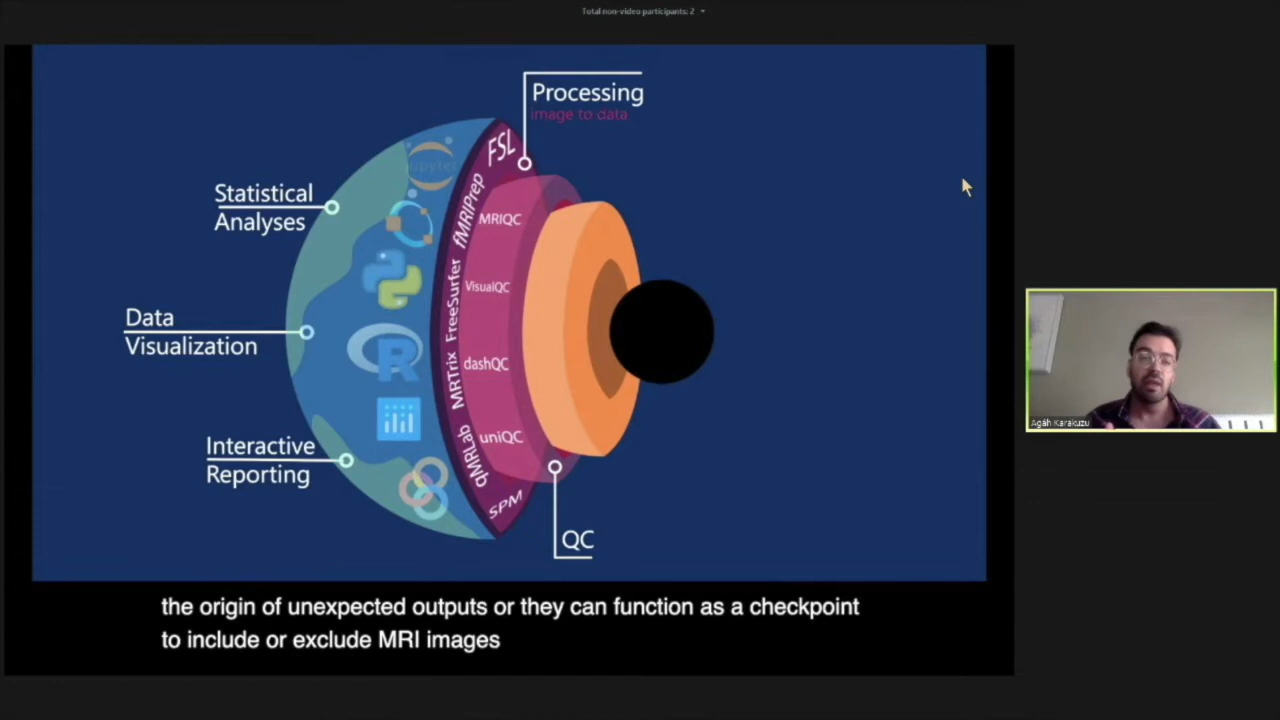 Total non-video participants: 2
Processing
image to data
Statistical
Analyses
Data
Visualization
Interactive
Reporting
jupyter
R
FSL
fMRIPrep
FreeSurfer
MRTrix
qMRLab
SPM
MRIQC
VisualQC
dashQC
uniQC
QC
Agâh Karakuzu
the origin of unexpected outputs or they can function as a checkpoint
to include or exclude MRI images